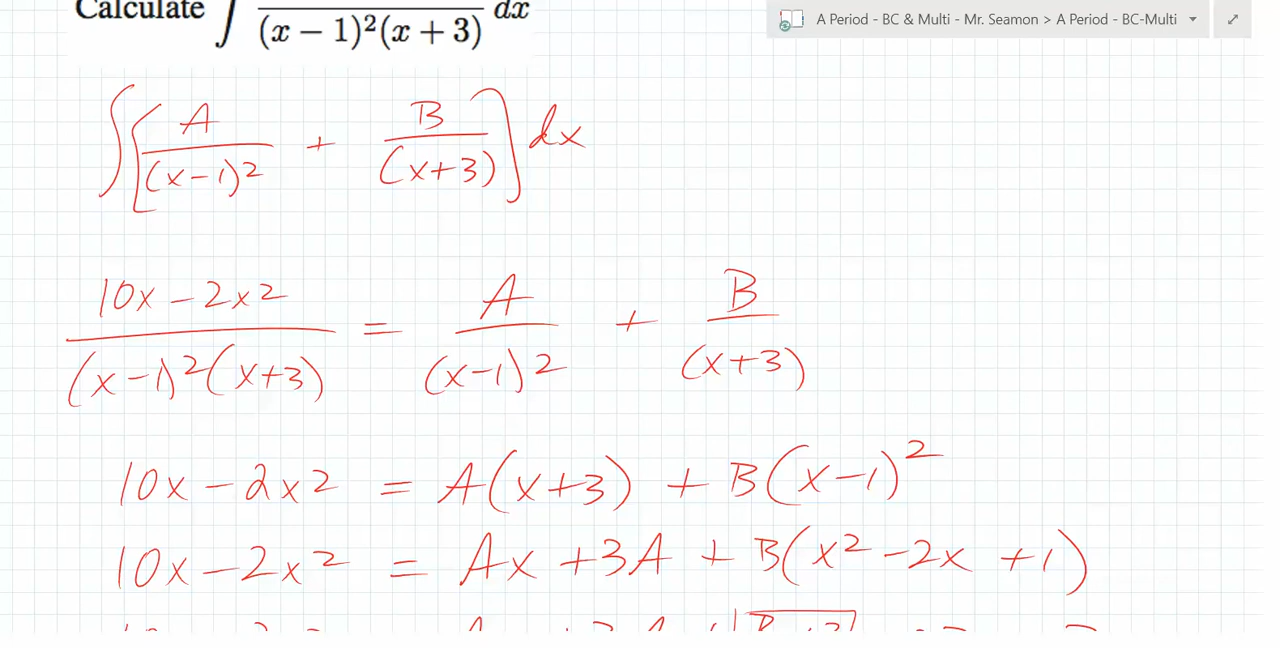 Calculate ∫ / (x − 1)²(x + 3) dx
A Period - BC & Multi - Mr. Seamon > A Period - BC-Multi
∫[A/(x−1)² + B/(x+3)]dx
(10x − 2x²)/((x−1)²(x+3)) = A/(x−1)² + B/(x+3)
10x − 2x² = A(x+3) + B(x−1)²
10x − 2x² = Ax + 3A + B(x² − 2x + 1)